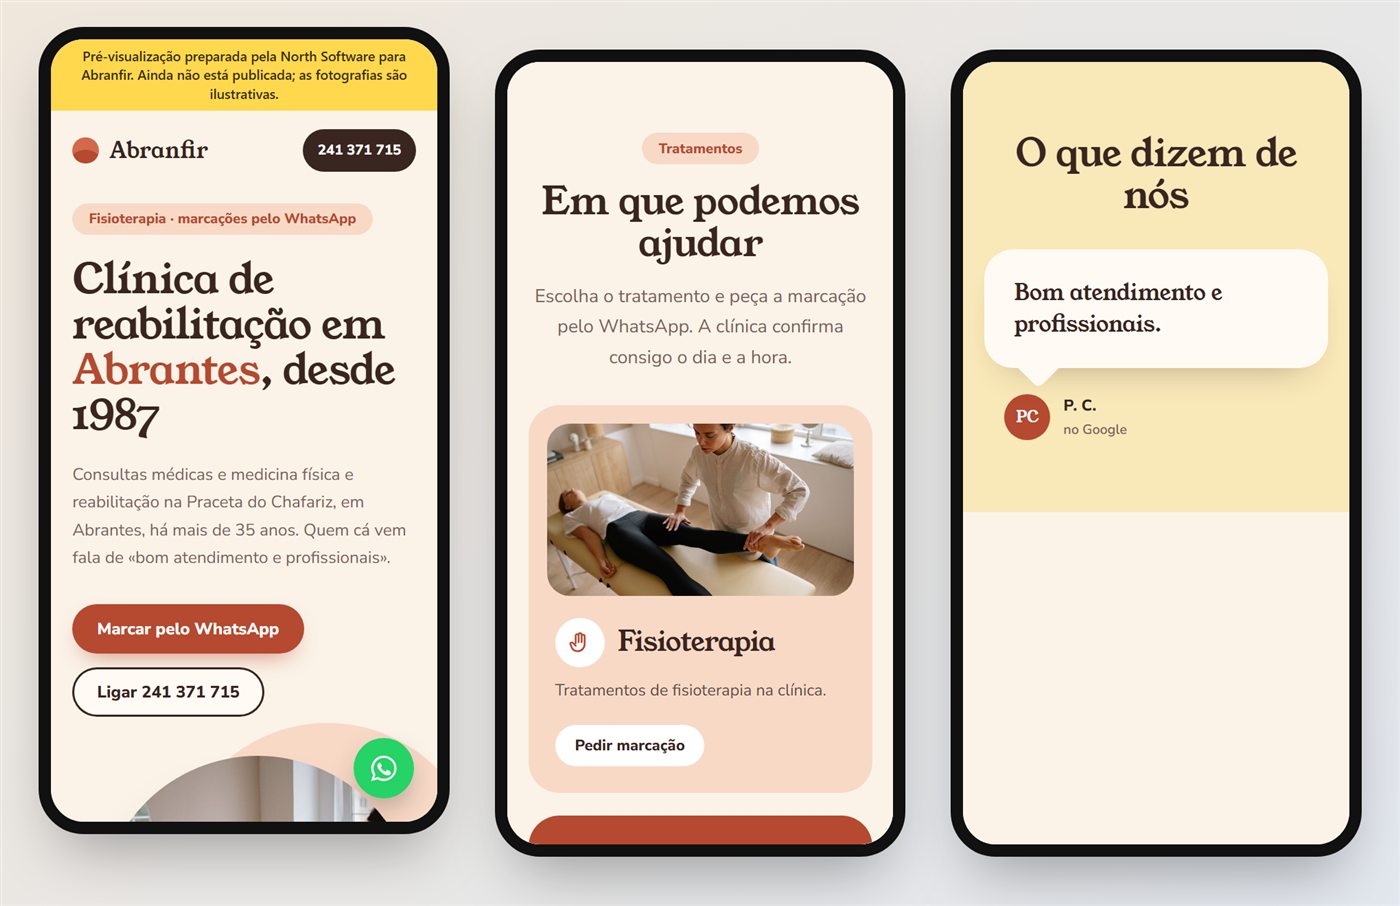 Pré-visualização preparada pela North Software para
Abranfir. Ainda não está publicada; as fotografias são
ilustrativas.
Abranfir
241 371 715
Fisioterapia · marcações pelo WhatsApp
Clínica de
reabilitação em
Abrantes, desde
1987
Consultas médicas e medicina física e
reabilitação na Praceta do Chafariz, em
Abrantes, há mais de 35 anos. Quem cá vem
fala de «bom atendimento e profissionais».
Marcar pelo WhatsApp
Ligar 241 371 715
Tratamentos
Em que podemos
ajudar
Escolha o tratamento e peça a marcação
pelo WhatsApp. A clínica confirma
consigo o dia e a hora.
Fisioterapia
Tratamentos de fisioterapia na clínica.
Pedir marcação
O que dizem de
nós
Bom atendimento e
profissionais.
PC
P. C.
no Google